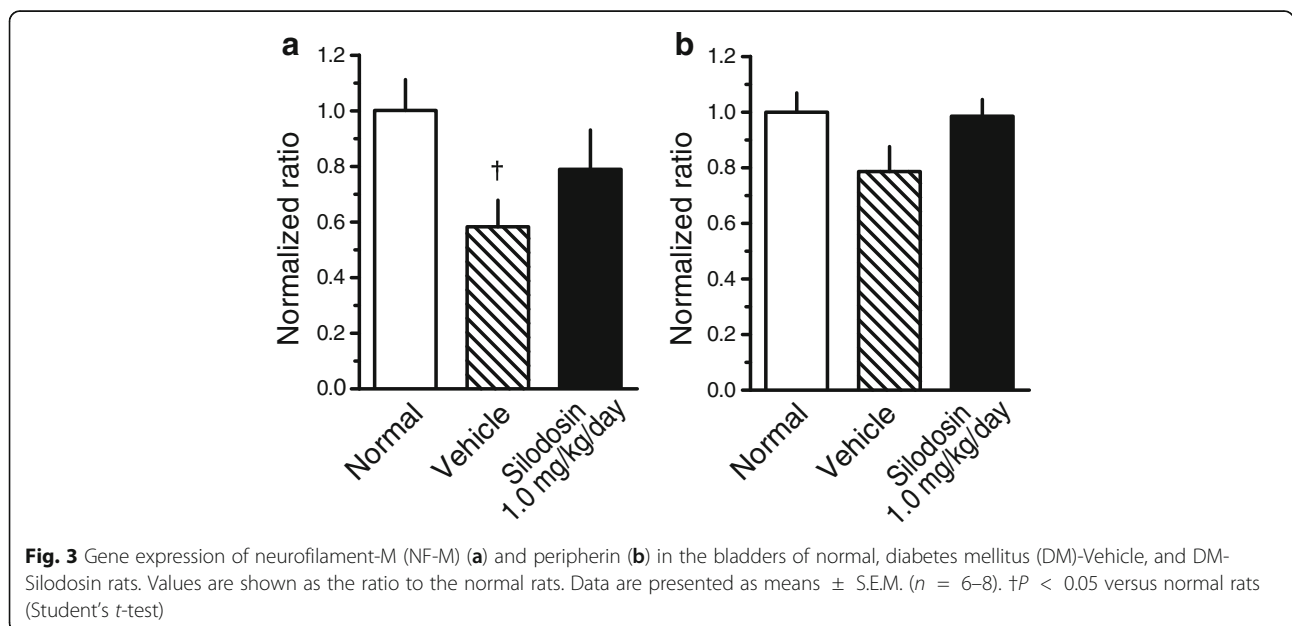 a
b
1.2
1.0
0.8
0.6
0.4
0.2
0.0
Normalized ratio
†
Normal
Vehicle
Silodosin
1.0 mg/kg/day
1.2
1.0
0.8
0.6
0.4
0.2
0.0
Normalized ratio
Normal
Vehicle
Silodosin
1.0 mg/kg/day
Fig. 3 Gene expression of neurofilament-M (NF-M) (a) and peripherin (b) in the bladders of normal, diabetes mellitus (DM)-Vehicle, and DM-
Silodosin rats. Values are shown as the ratio to the normal rats. Data are presented as means ± S.E.M. (n = 6–8). †P < 0.05 versus normal rats
(Student's t-test)